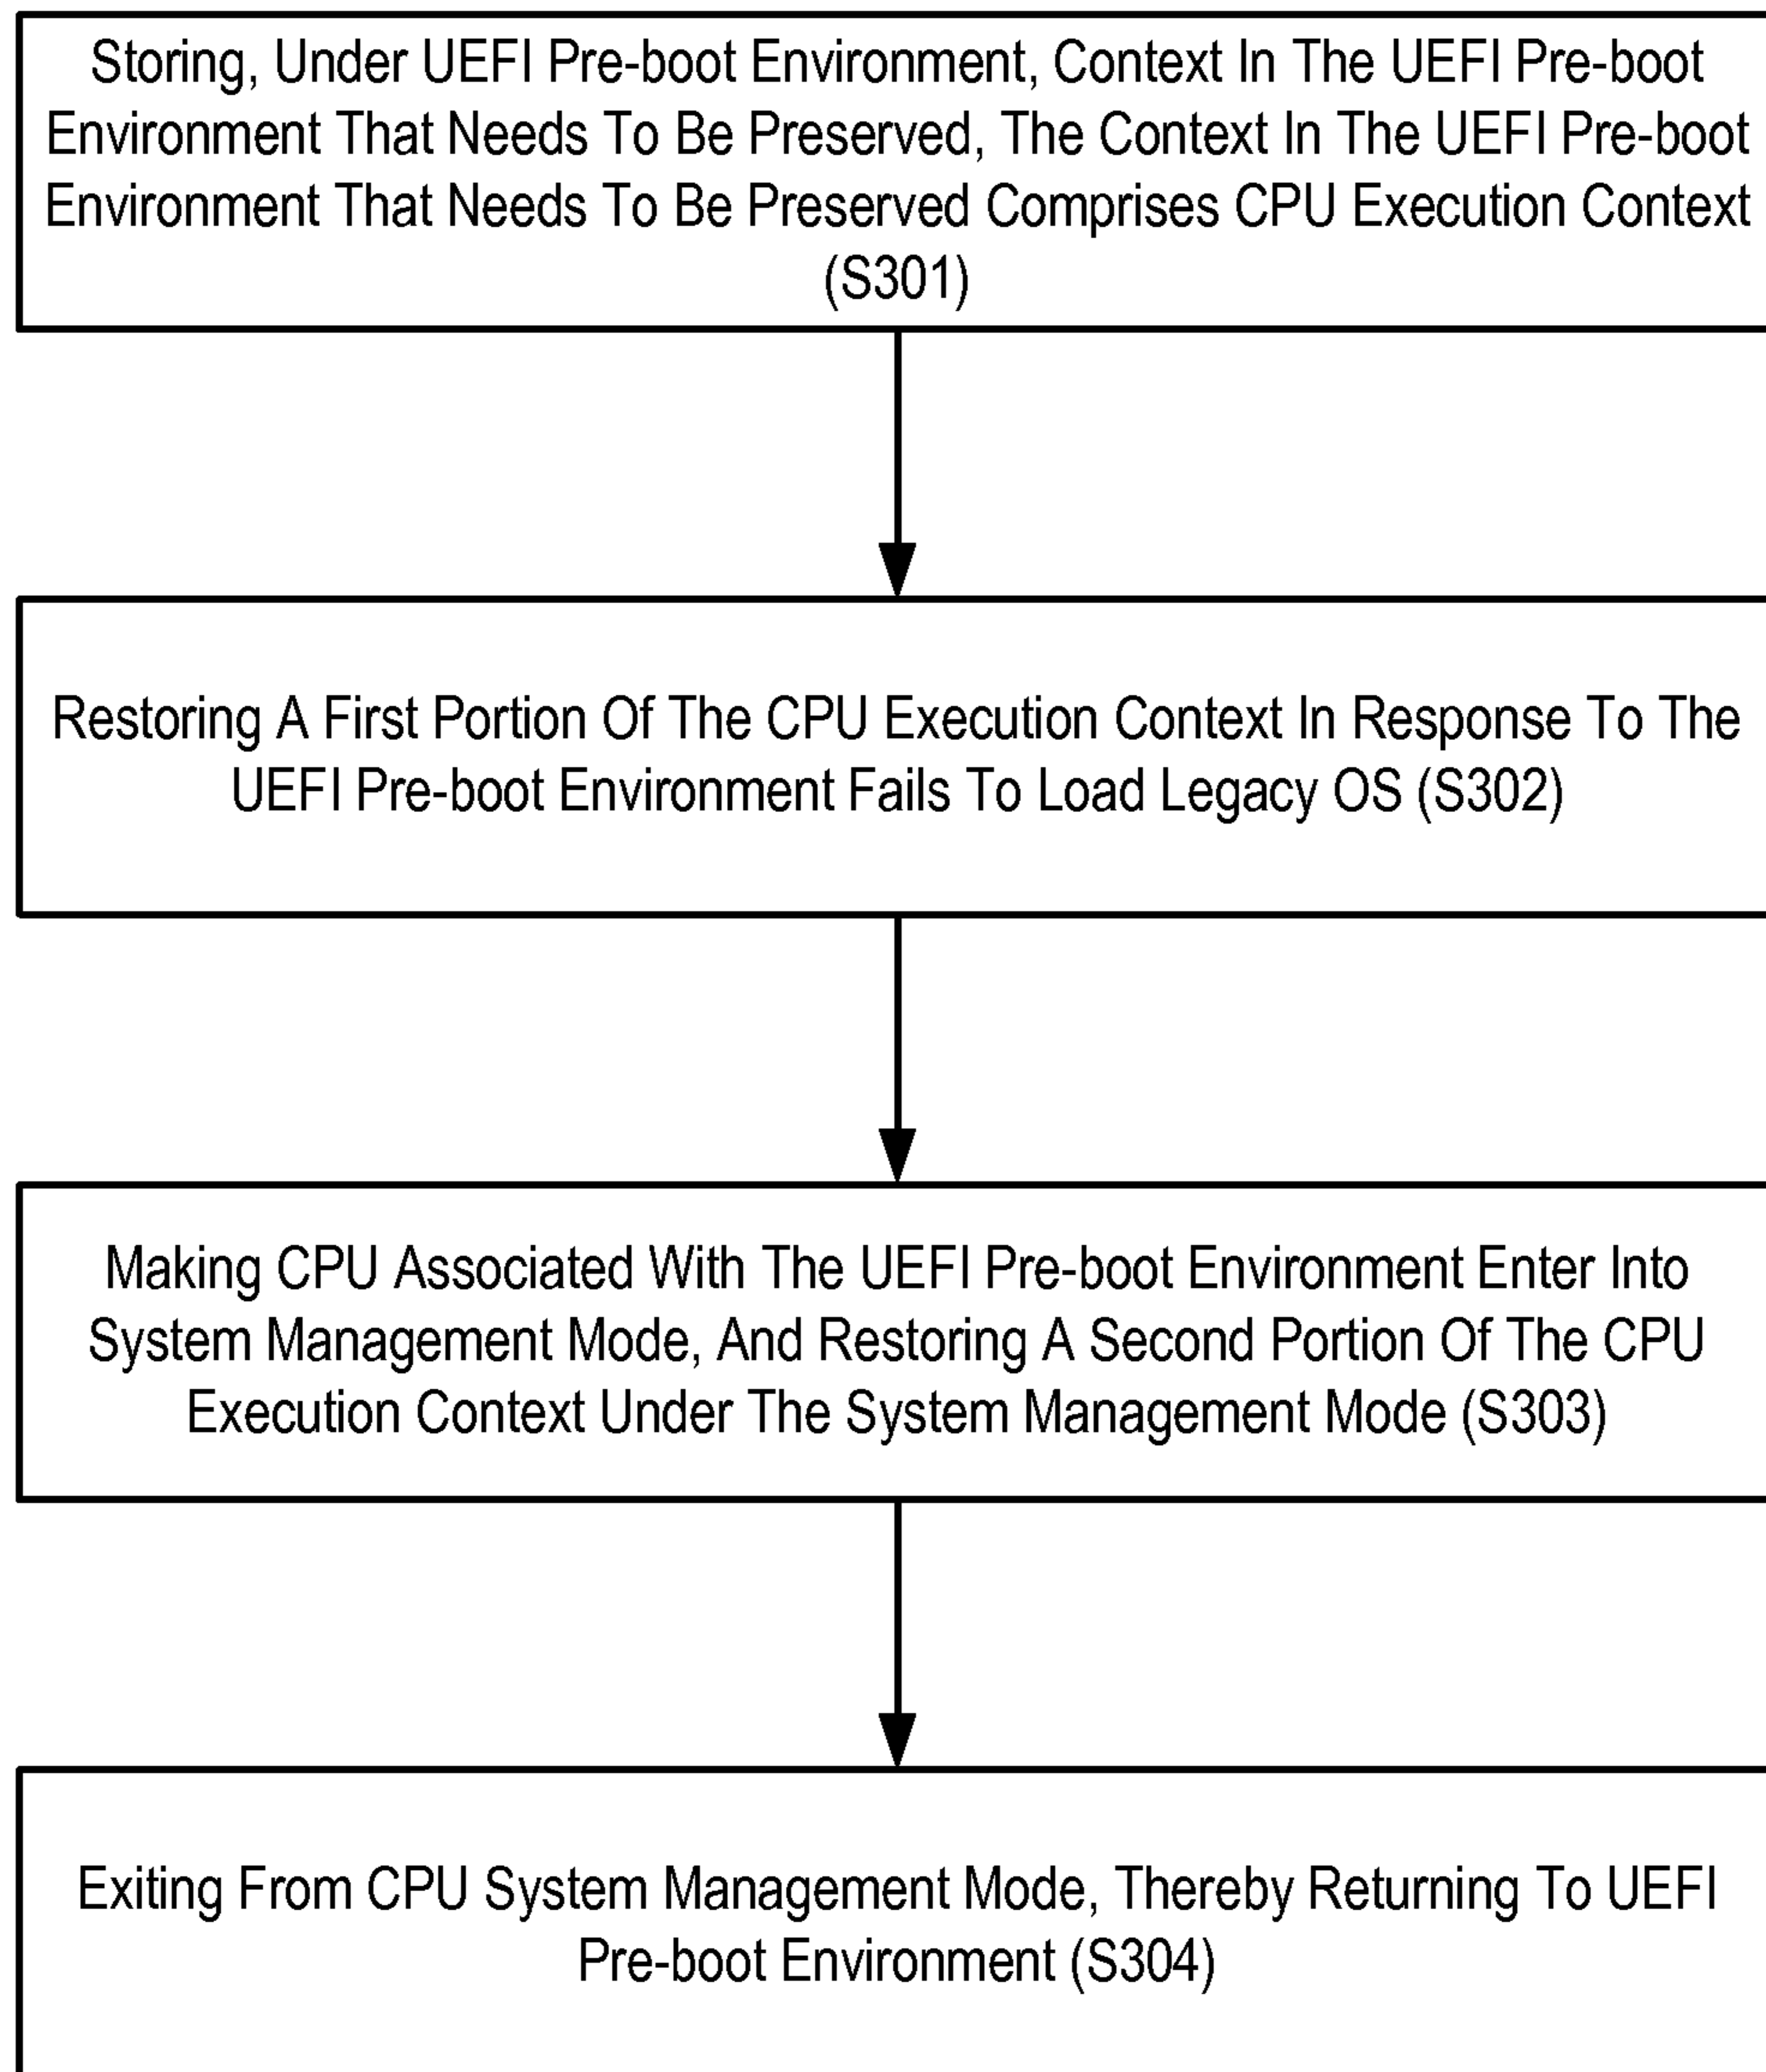 Storing, Under UEFI Pre-boot Environment, Context In The UEFI Pre-boot
Environment That Needs To Be Preserved, The Context In The UEFI Pre-boot
Environment That Needs To Be Preserved Comprises CPU Execution Context
(S301)
Restoring A First Portion Of The CPU Execution Context In Response To The
UEFI Pre-boot Environment Fails To Load Legacy OS (S302)
Making CPU Associated With The UEFI Pre-boot Environment Enter Into
System Management Mode, And Restoring A Second Portion Of The CPU
Execution Context Under The System Management Mode (S303)
Exiting From CPU System Management Mode, Thereby Returning To UEFI
Pre-boot Environment (S304)